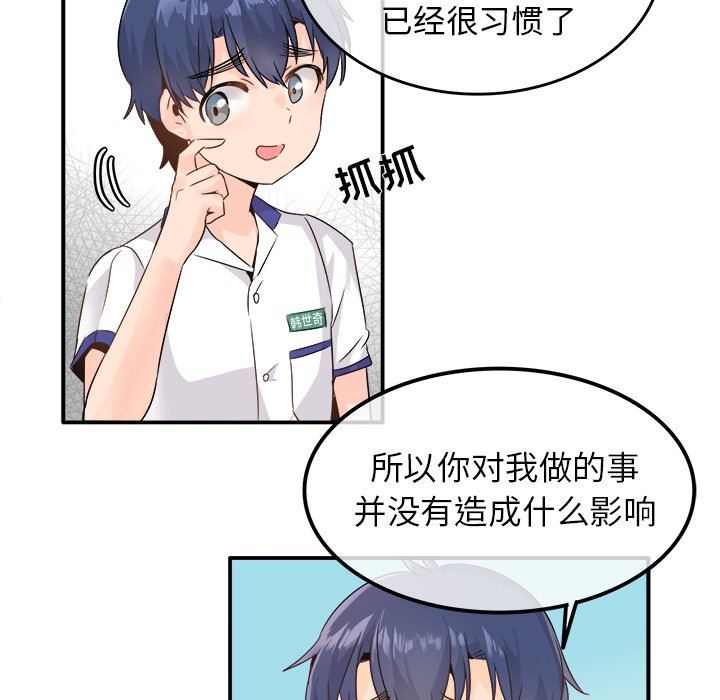 已经很习惯了
抓抓
韩世奇
所以你对我做的事
并没有造成什么影响